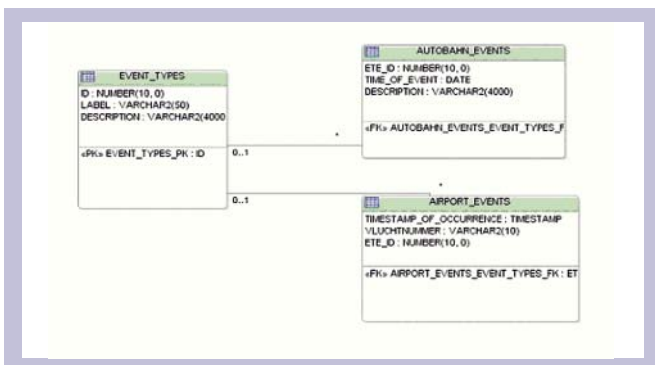 EVENT_TYPES
ID : NUMBER(10, 0)
LABEL : VARCHAR2(50)
DESCRIPTION : VARCHAR2(4000
«PK» EVENT_TYPES_PK : ID
0..1
0..1
*
*
AUTOBAHN_EVENTS
ETE_ID : NUMBER(10, 0)
TIME_OF_EVENT : DATE
DESCRIPTION : VARCHAR2(4000)
«FK» AUTOBAHN_EVENTS_EVENT_TYPES_F
AIRPORT_EVENTS
TIMESTAMP_OF_OCCURRENCE : TIMESTAMP
VLUCHTNUMMER : VARCHAR2(10)
ETE_ID : NUMBER(10, 0)
«FK» AIRPORT_EVENTS_EVENT_TYPES_FK : ET